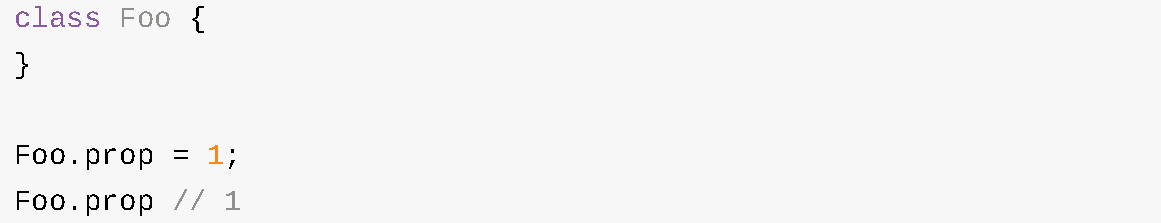 class Foo {
}
Foo.prop = 1;
Foo.prop // 1